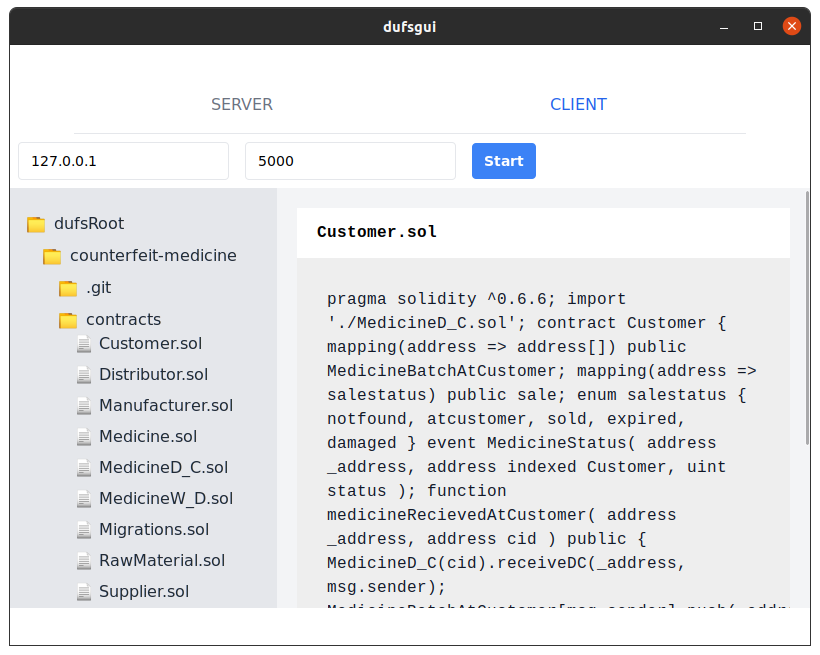 dufsgui
SERVER
CLIENT
127.0.0.1
5000
Start
dufsRoot
counterfeit-medicine
.git
contracts
Customer.sol
Distributor.sol
Manufacturer.sol
Medicine.sol
MedicineD_C.sol
MedicineW_D.sol
Migrations.sol
RawMaterial.sol
Supplier.sol
Customer.sol
pragma solidity ^0.6.6; import
'./MedicineD_C.sol'; contract Customer {
mapping(address => address[]) public
MedicineBatchAtCustomer; mapping(address =>
salestatus) public sale; enum salestatus {
notfound, atcustomer, sold, expired,
damaged } event MedicineStatus( address
_address, address indexed Customer, uint
status ); function
medicineRecievedAtCustomer( address
_address, address cid ) public {
MedicineD_C(cid).receiveDC(_address,
msg.sender);